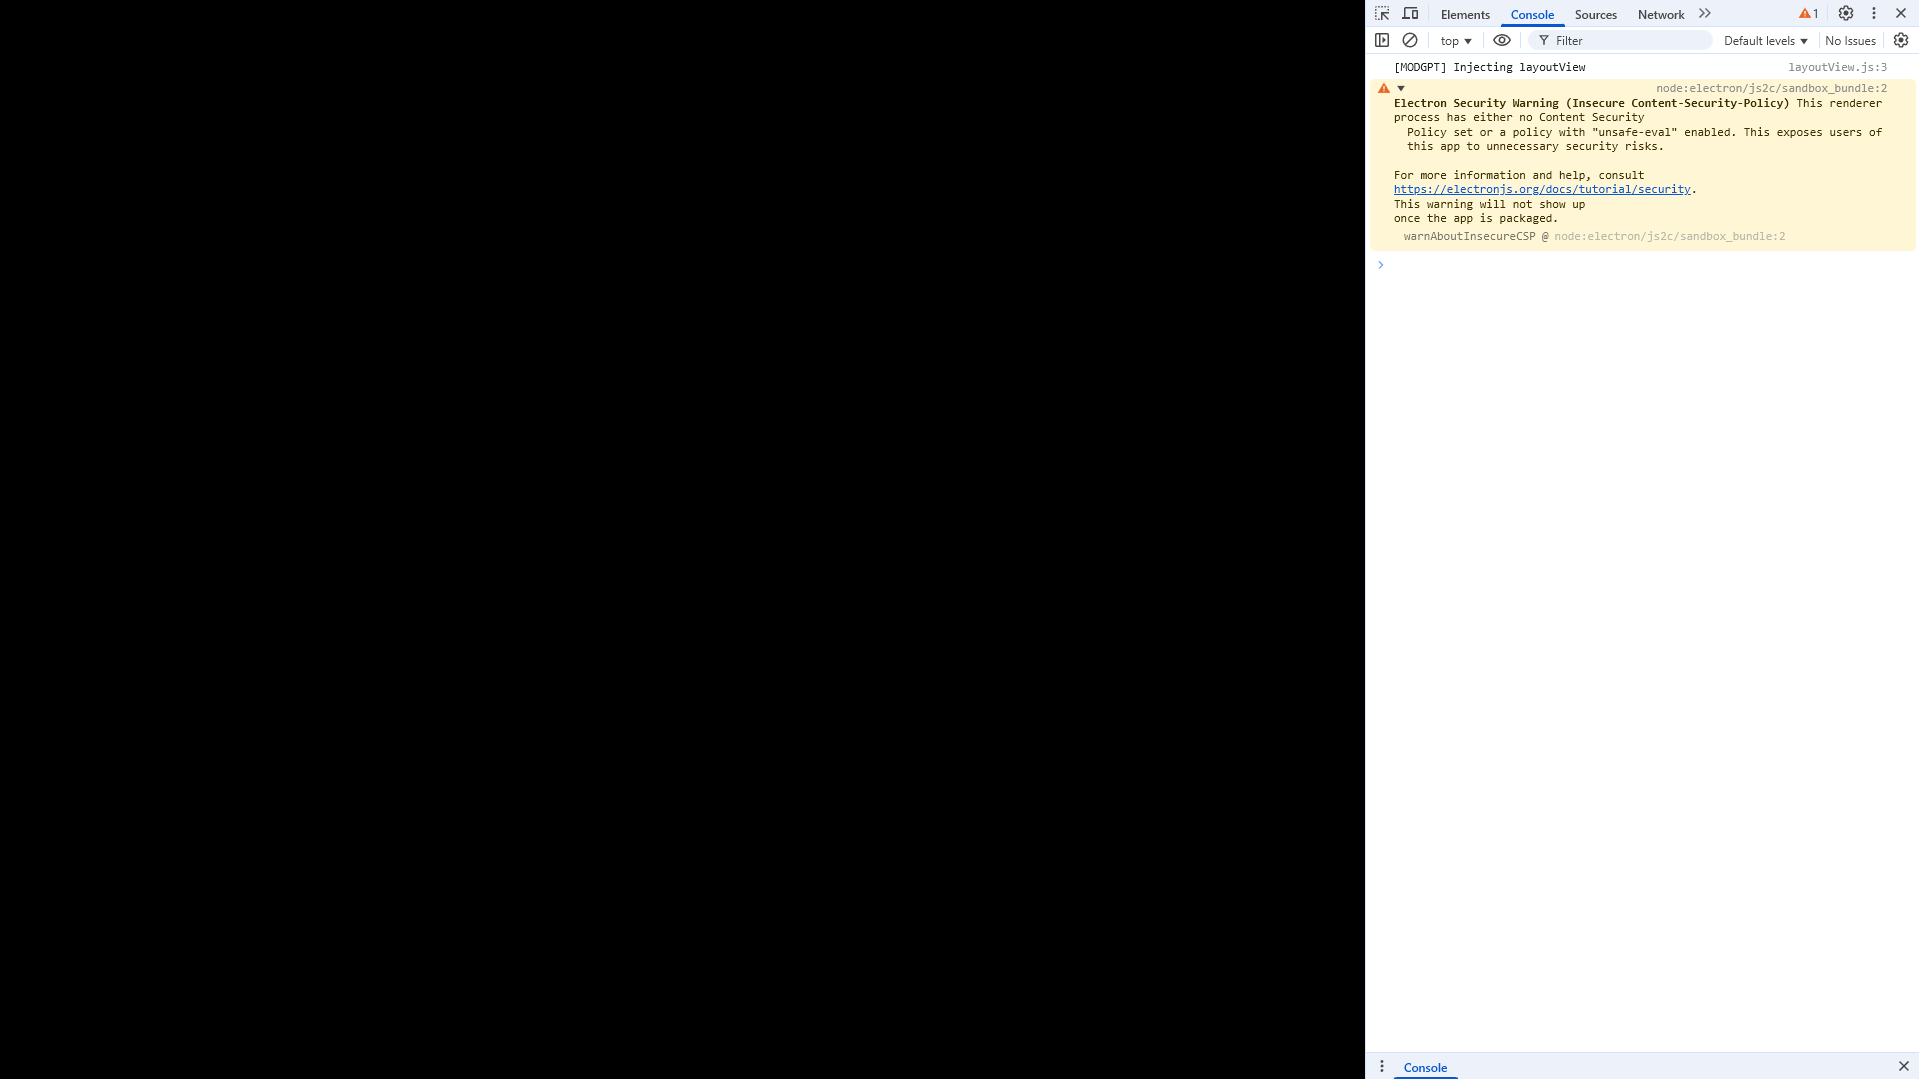 Elements Console Sources Network 1
top Filter Default levels No Issues
[MODGPT] Injecting layoutView layoutView.js:3
node:electron/js2c/sandbox_bundle:2
Electron Security Warning (Insecure Content-Security-Policy) This renderer
process has either no Content Security
Policy set or a policy with "unsafe-eval" enabled. This exposes users of
this app to unnecessary security risks.
For more information and help, consult
https://electronjs.org/docs/tutorial/security.
This warning will not show up
once the app is packaged.
warnAboutInsecureCSP @ node:electron/js2c/sandbox_bundle:2
Console